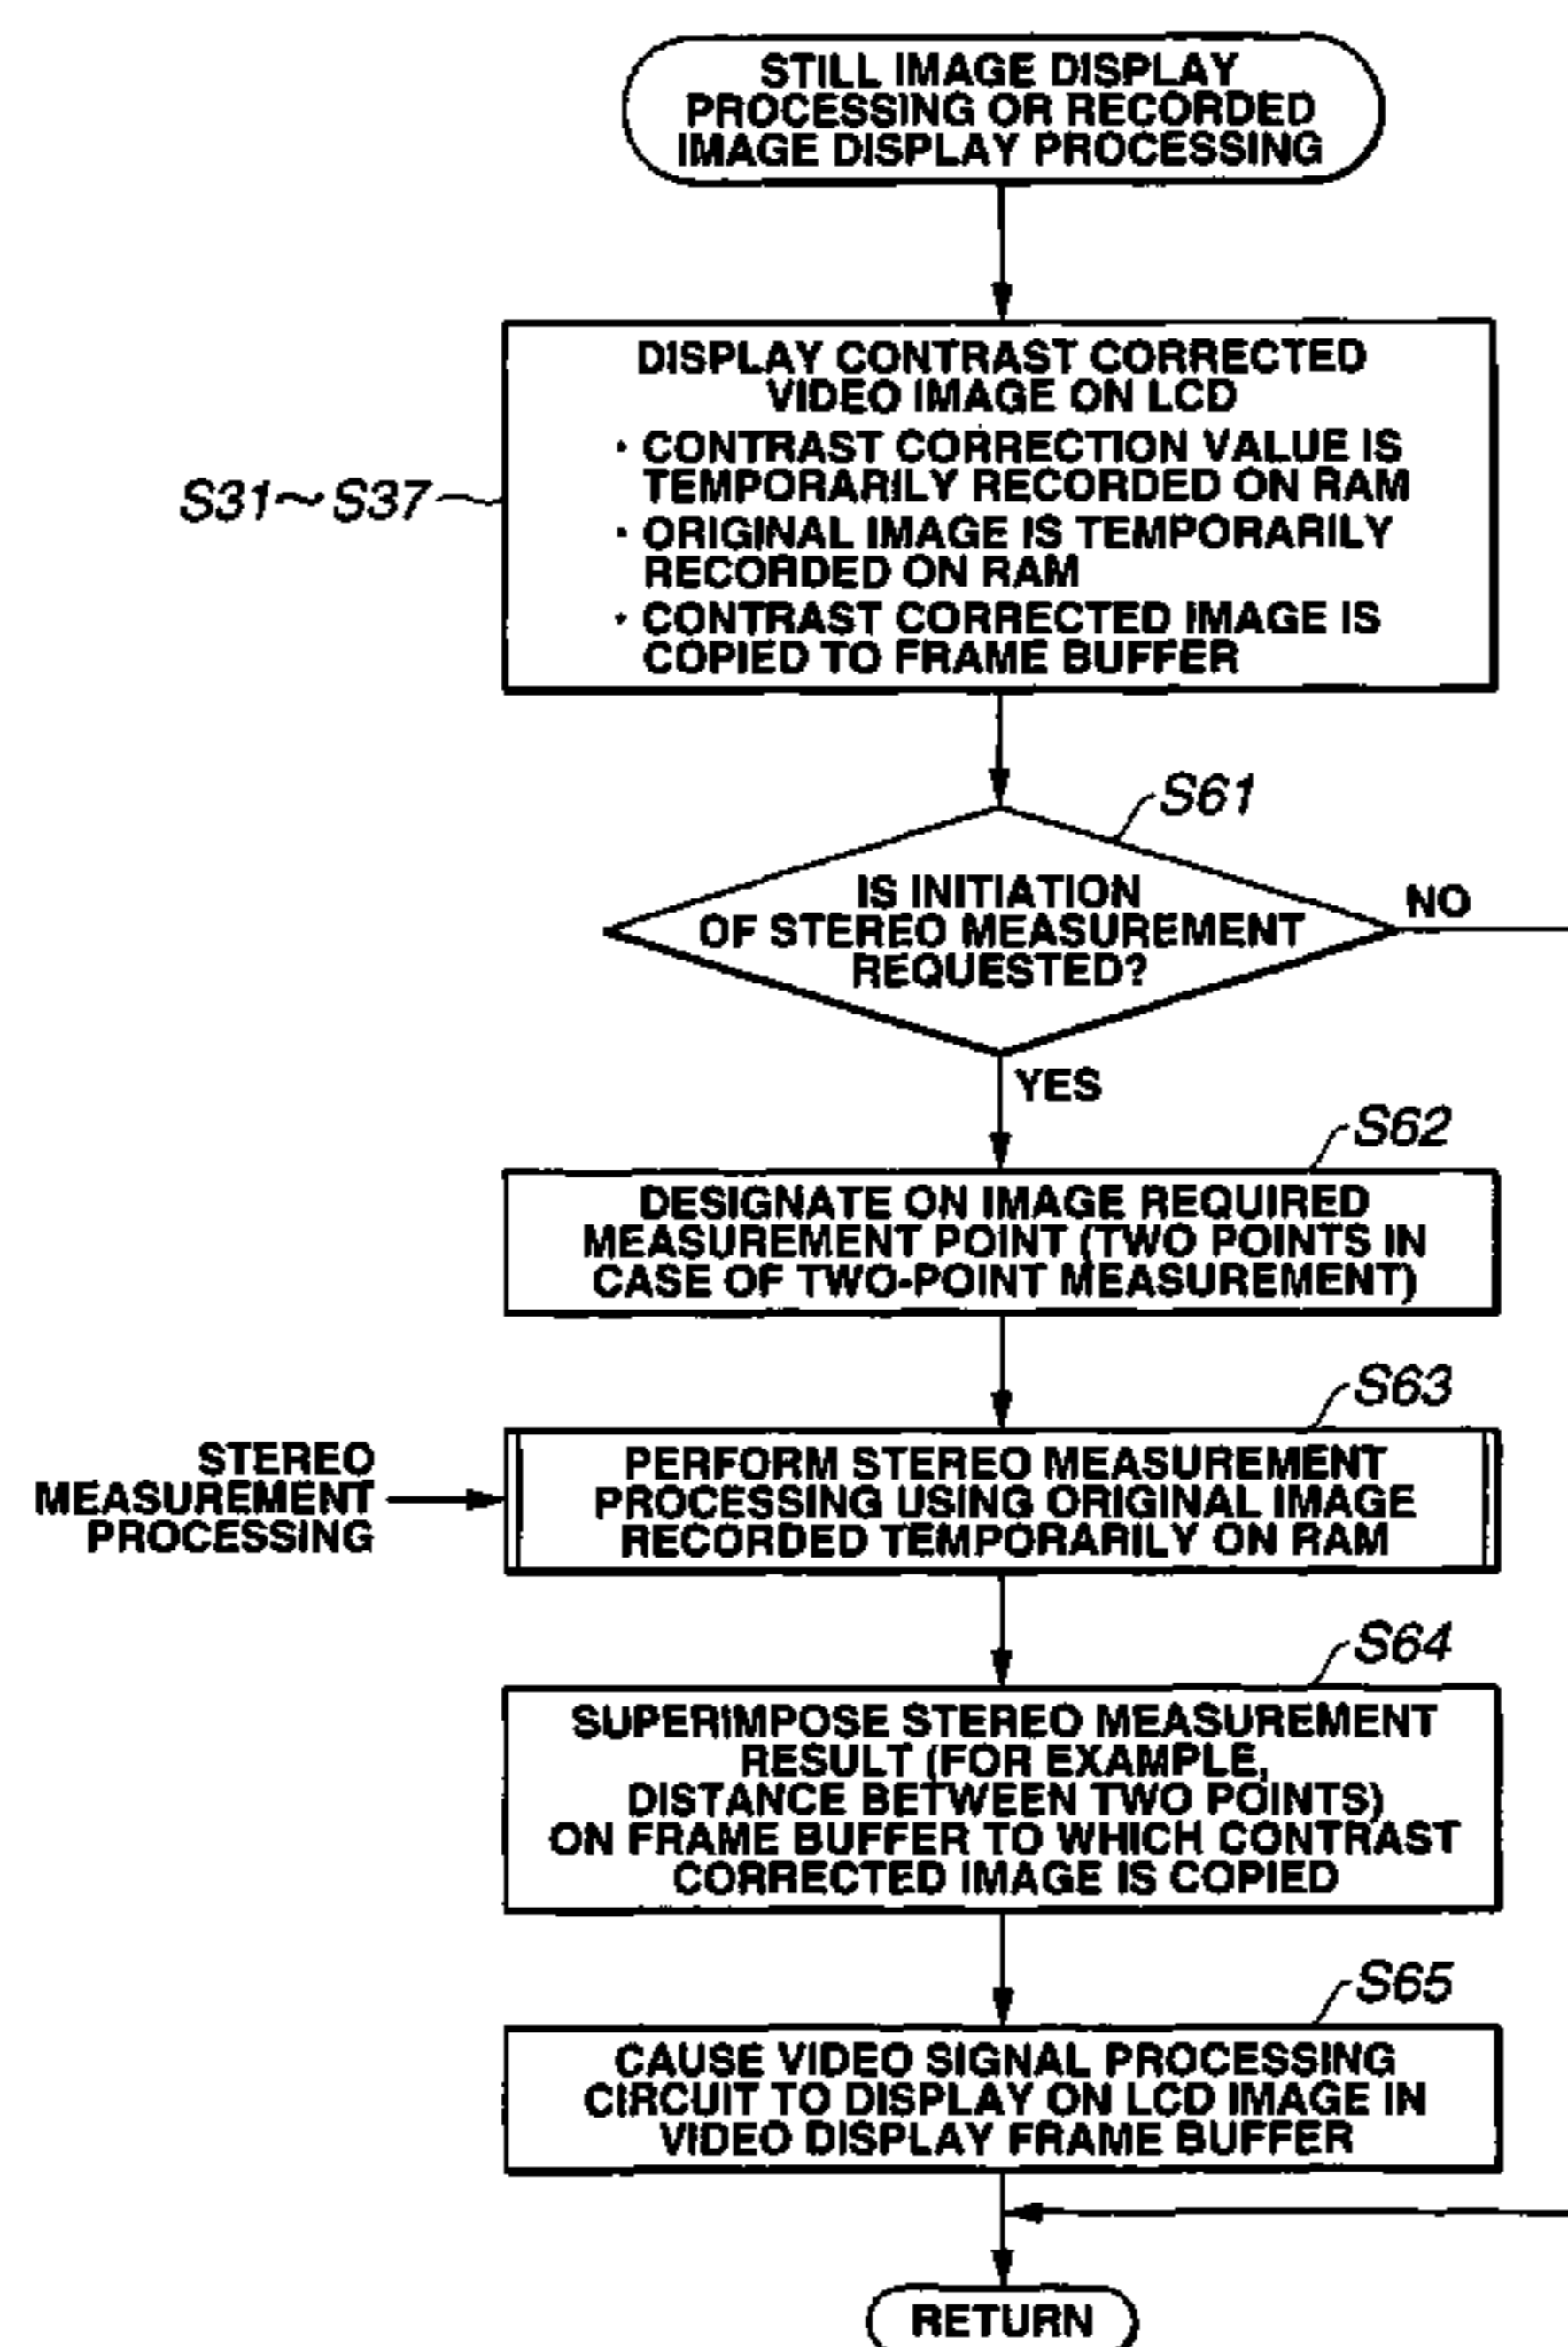 STILL IMAGE DISPLAY
PROCESSING OR RECORDED
IMAGE DISPLAY PROCESSING
DISPLAY CONTRAST CORRECTED
VIDEO IMAGE ON LCD
· CONTRAST CORRECTION VALUE IS
TEMPORARILY RECORDED ON RAM
· ORIGINAL IMAGE IS TEMPORARILY
RECORDED ON RAM
· CONTRAST CORRECTED IMAGE IS
COPIED TO FRAME BUFFER
S31~S37
S61
IS INITIATION
OF STEREO MEASUREMENT
REQUESTED?
NO
YES
S62
DESIGNATE ON IMAGE REQUIRED
MEASUREMENT POINT (TWO POINTS IN
CASE OF TWO-POINT MEASUREMENT)
S63
STEREO
MEASUREMENT
PROCESSING
PERFORM STEREO MEASUREMENT
PROCESSING USING ORIGINAL IMAGE
RECORDED TEMPORARILY ON RAM
S64
SUPERIMPOSE STEREO MEASUREMENT
RESULT (FOR EXAMPLE,
DISTANCE BETWEEN TWO POINTS)
ON FRAME BUFFER TO WHICH CONTRAST
CORRECTED IMAGE IS COPIED
S65
CAUSE VIDEO SIGNAL PROCESSING
CIRCUIT TO DISPLAY ON LCD IMAGE IN
VIDEO DISPLAY FRAME BUFFER
RETURN